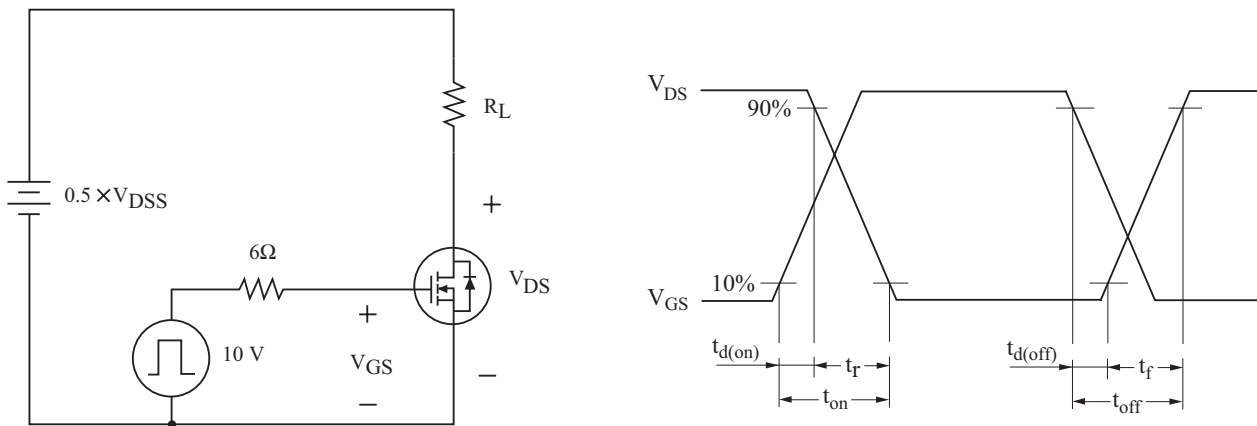 R_L
0.5 × V_DSS
+
6Ω
V_DS
+
10 V
V_GS
−
−
V_DS
90%
10%
V_GS
t_d(on)
t_r
t_d(off)
t_f
t_on
t_off